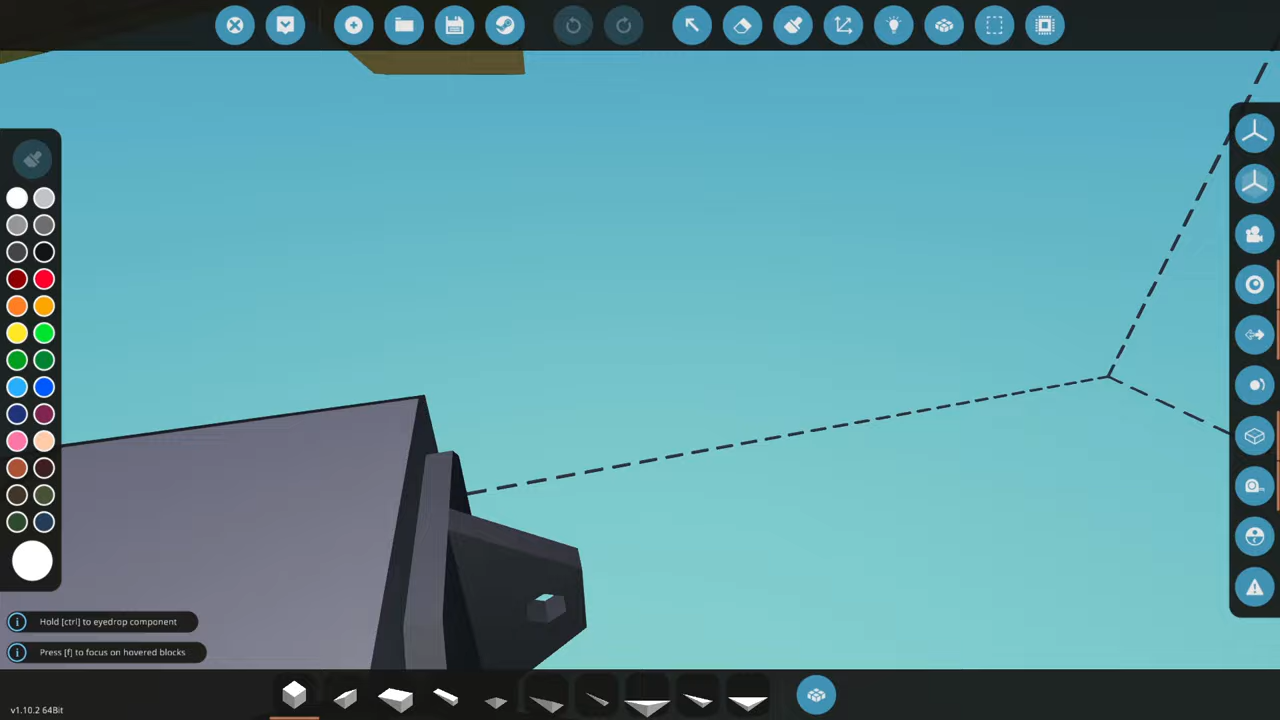 Hold [ctrl] to eyedrop component
Press [f] to focus on hovered blocks
v1.10.2 64Bit